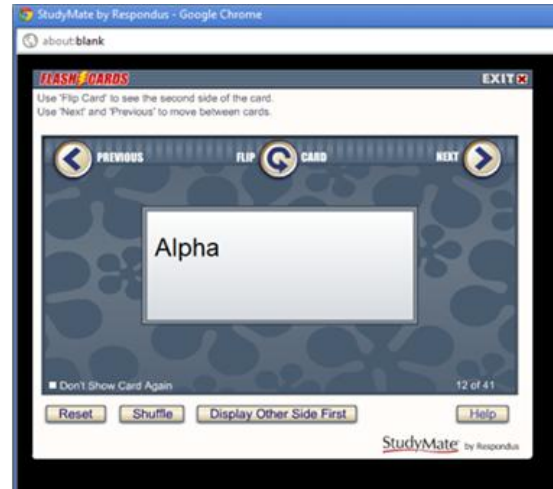 StudyMate by Respondus - Google Chrome
about:blank
FLASH CARDS
EXIT
Use 'Flip Card' to see the second side of the card.
Use 'Next' and 'Previous' to move between cards.
PREVIOUS
FLIP CARD
NEXT
Alpha
Don't Show Card Again
12 of 41
Reset
Shuffle
Display Other Side First
Help
StudyMate by Respondus